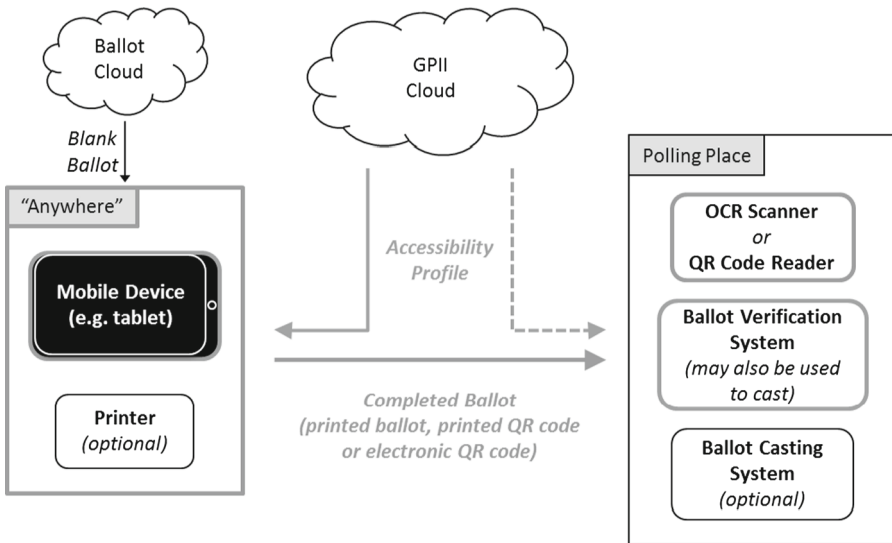 Ballot
Cloud
GPII
Cloud
Blank
Ballot
Polling Place
“Anywhere”
OCR Scanner
or
QR Code Reader
Accessibility
Profile
Mobile Device
(e.g. tablet)
Ballot Verification
System
(may also be used
to cast)
Completed Ballot
(printed ballot, printed QR code
or electronic QR code)
Printer
(optional)
Ballot Casting
System
(optional)